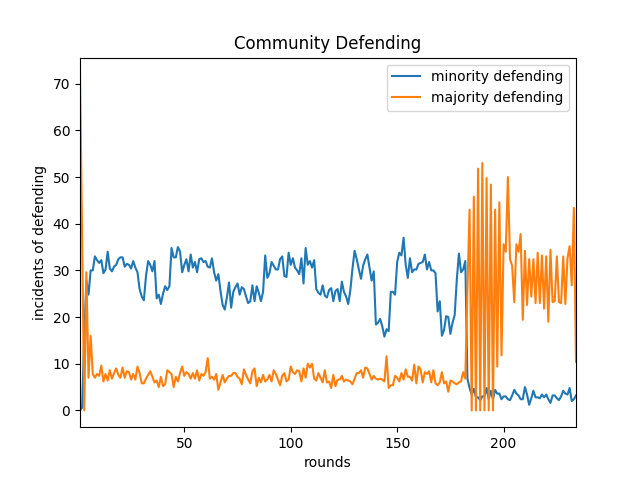 Community Defending
minority defending
majority defending
70
60
50
40
30
20
10
0
incidents of defending
50
100
150
200
rounds